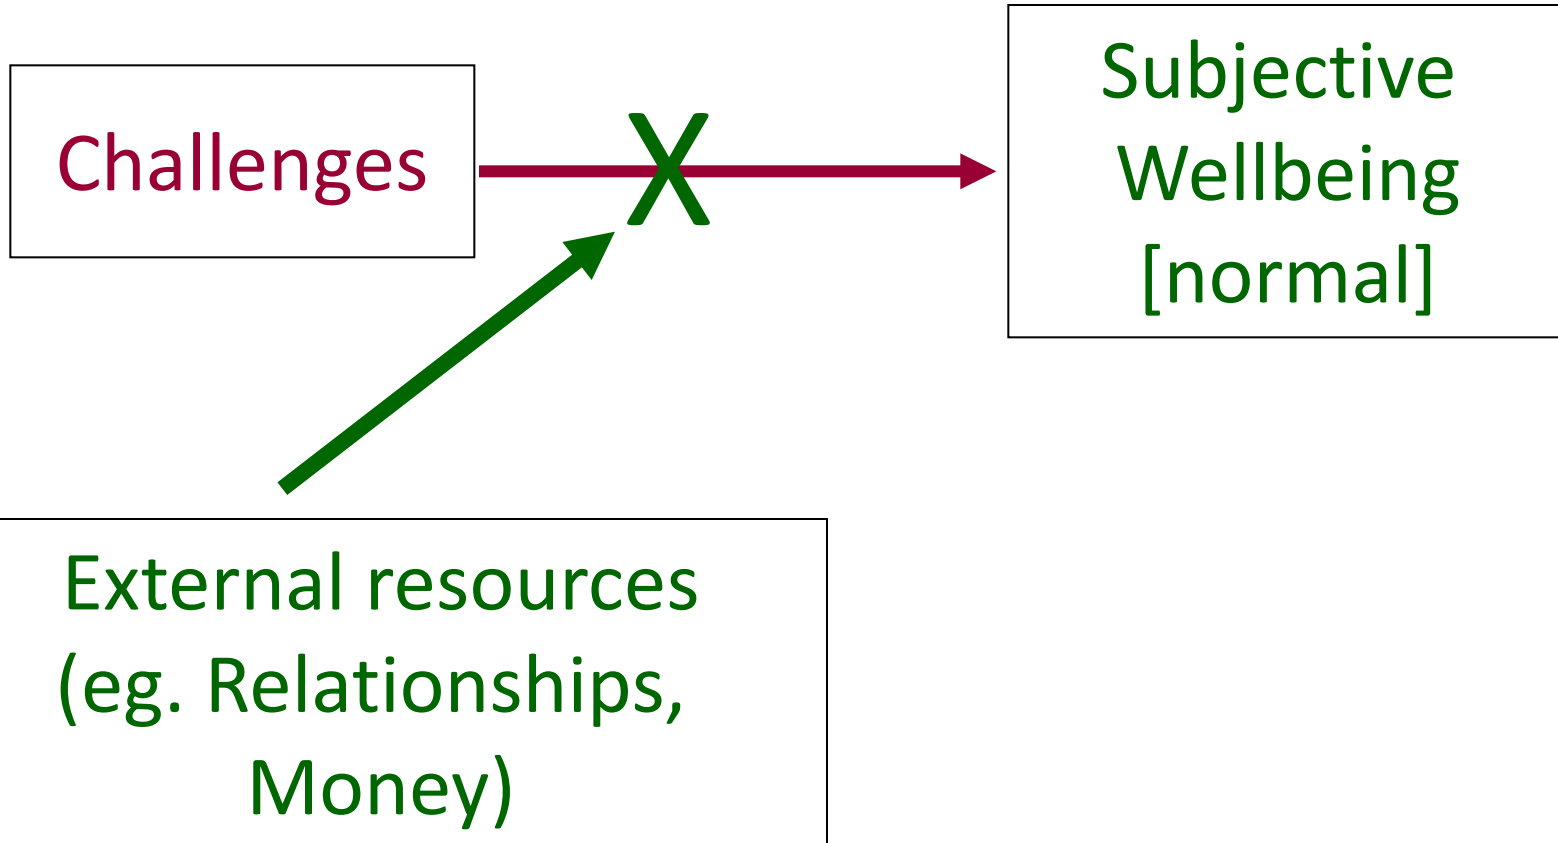 Challenges
X
Subjective
Wellbeing
[normal]
External resources
(eg. Relationships,
Money)